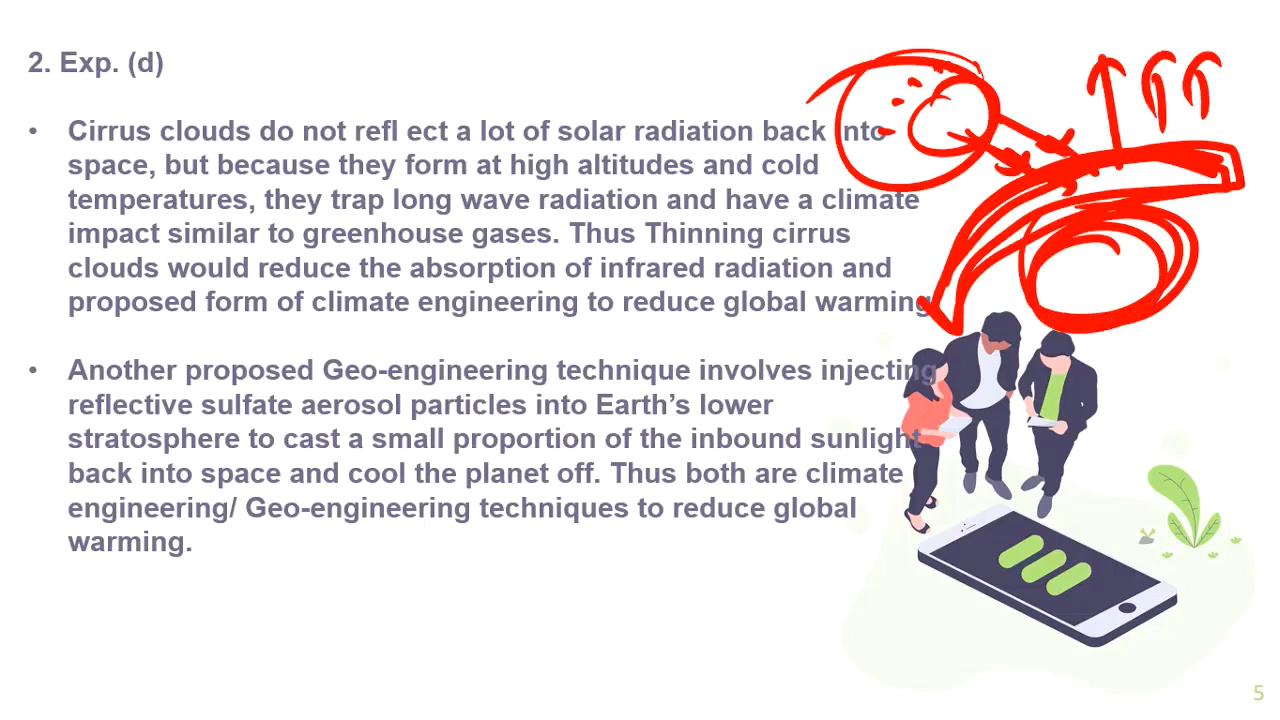 2. Exp. (d)
• Cirrus clouds do not refl ect a lot of solar radiation back into
space, but because they form at high altitudes and cold
temperatures, they trap long wave radiation and have a climate
impact similar to greenhouse gases. Thus Thinning cirrus
clouds would reduce the absorption of infrared radiation and
proposed form of climate engineering to reduce global warming
• Another proposed Geo-engineering technique involves injecting
reflective sulfate aerosol particles into Earth's lower
stratosphere to cast a small proportion of the inbound sunlight
back into space and cool the planet off. Thus both are climate
engineering/ Geo-engineering techniques to reduce global
warming.
5